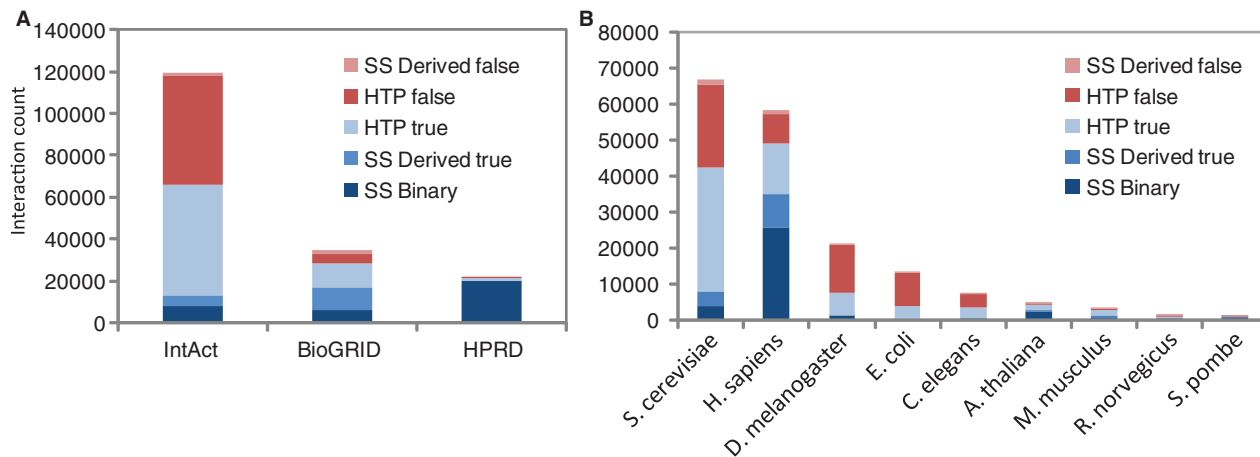 A
Interaction count
140000
120000
100000
80000
60000
40000
20000
0
SS Derived false
HTP false
HTP true
SS Derived true
SS Binary
IntAct
BioGRID
HPRD
B
80000
70000
60000
50000
40000
30000
20000
10000
0
SS Derived false
HTP false
HTP true
SS Derived true
SS Binary
S. cerevisiae
H. sapiens
D. melanogaster
E. coli
C. elegans
A. thaliana
M. musculus
R. norvegicus
S. pombe